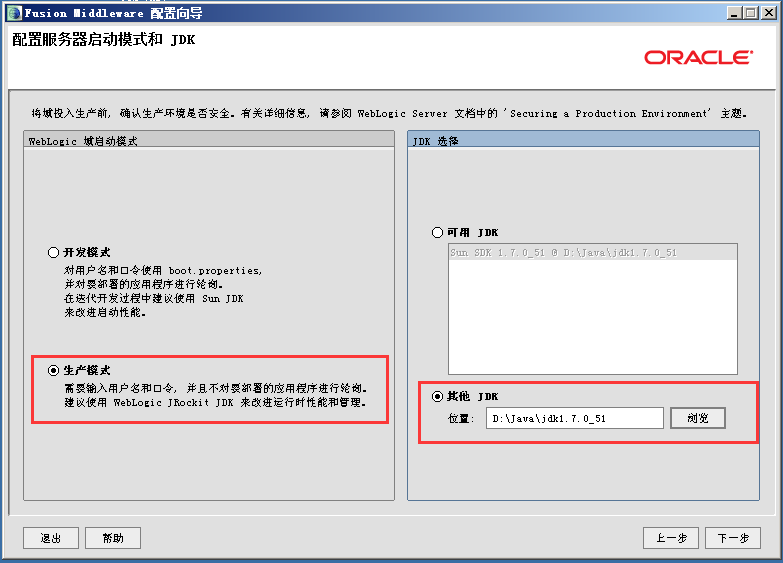 Fusion Middleware 配置向导
配置服务器启动模式和 JDK
ORACLE
将域投入生产前, 确认生产环境是否安全。有关详细信息, 请参阅 WebLogic Server 文档中的 'Securing a Production Environment' 主题。
WebLogic 域启动模式
开发模式
对用户名和口令使用 boot.properties,
并对要部署的应用程序进行轮询。
在迭代开发过程中建议使用 Sun JDK
来改进启动性能。
生产模式
需要输入用户名和口令, 并且不对要部署的应用程序进行轮询。
建议使用 WebLogic JRockit JDK 来改进运行时性能和管理。
JDK 选择
可用 JDK
Sun SDK 1.7.0_51 @ D:\Java\jdk1.7.0_51
其他 JDK
位置: D:\Java\jdk1.7.0_51 浏览
退出 帮助 上一步 下一步